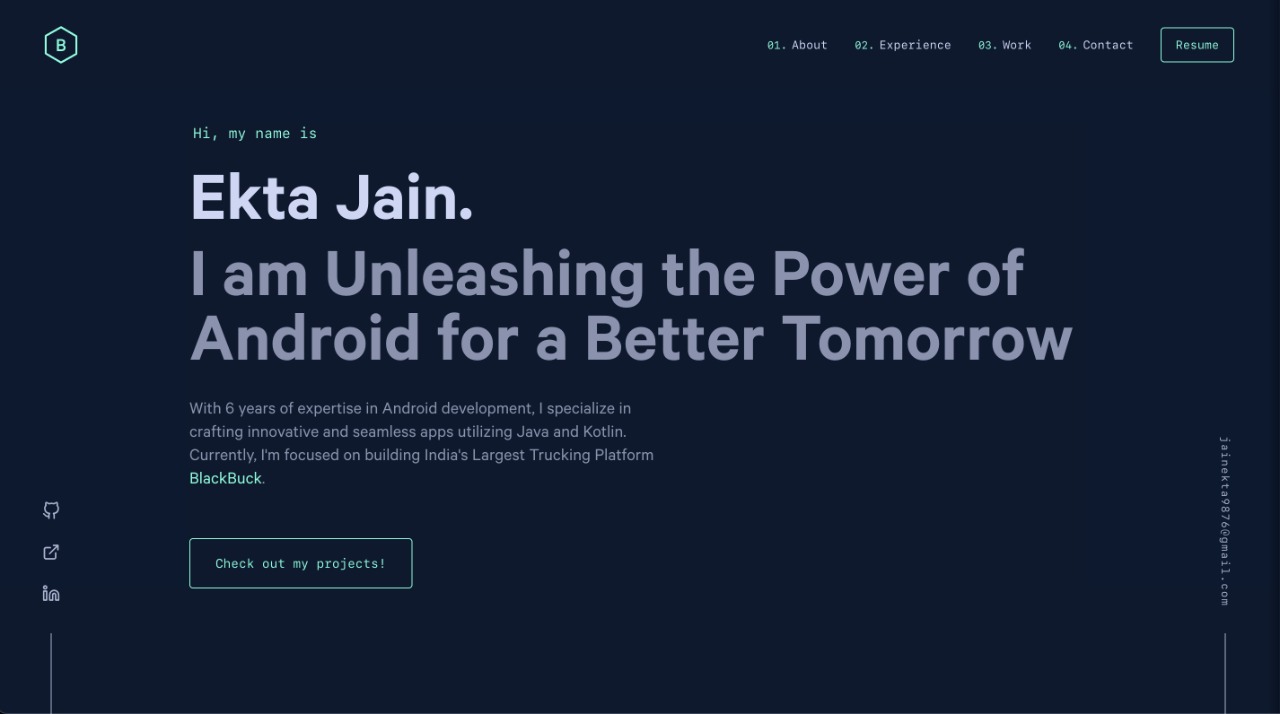 B
01. About 02. Experience 03. Work 04. Contact Resume
Hi, my name is
Ekta Jain.
I am Unleashing the Power of
Android for a Better Tomorrow
With 6 years of expertise in Android development, I specialize in
crafting innovative and seamless apps utilizing Java and Kotlin.
Currently, I'm focused on building India's Largest Trucking Platform
BlackBuck.
Check out my projects!
jainekta9876@gmail.com